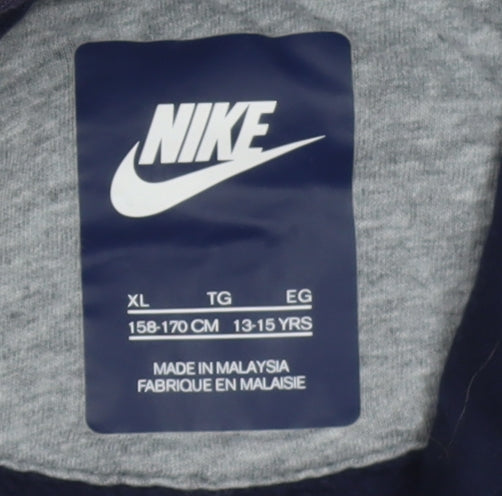 NIKE
XL TG EG
158-170 CM 13-15 YRS
MADE IN MALAYSIA
FABRIQUE EN MALAISIE